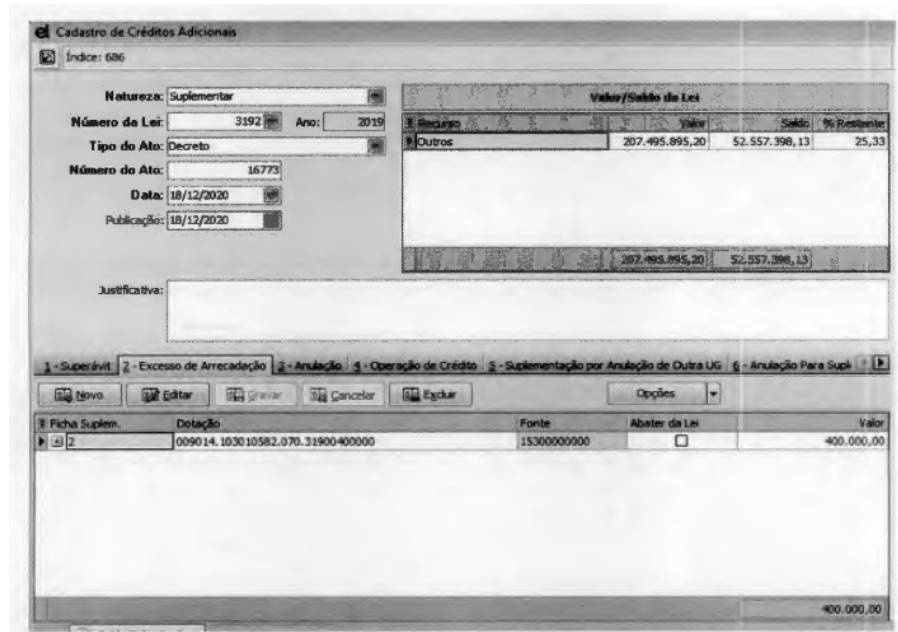 el Cadastro de Créditos Adicionais
Índice: 686
Natureza: Suplementar
Número da Lei: 3192 Ano: 2019
Tipo do Ato: Decreto
Número do Ato: 16773
Data: 18/12/2020
Publicação: 18/12/2020
Valor/Saldo da Lei
Recurso Valor Saldo % Restante
Outros 207.495.895,20 52.557.398,13 25,33
207.495.895,20 52.557.398,13
Justificativa:
1 - Superávit 2 - Excesso de Arrecadação 3 - Anulação 4 - Operação de Crédito 5 - Suplementação por Anulação de Outra UG 6 - Anulação Para Supl
Novo Editar Gravar Cancelar Excluir Opções
Ficha Suplem. Dotação Fonte Abater da Lei Valor
2 009014.103010582.070.31900400000 15300000000 400.000,00
400.000,00